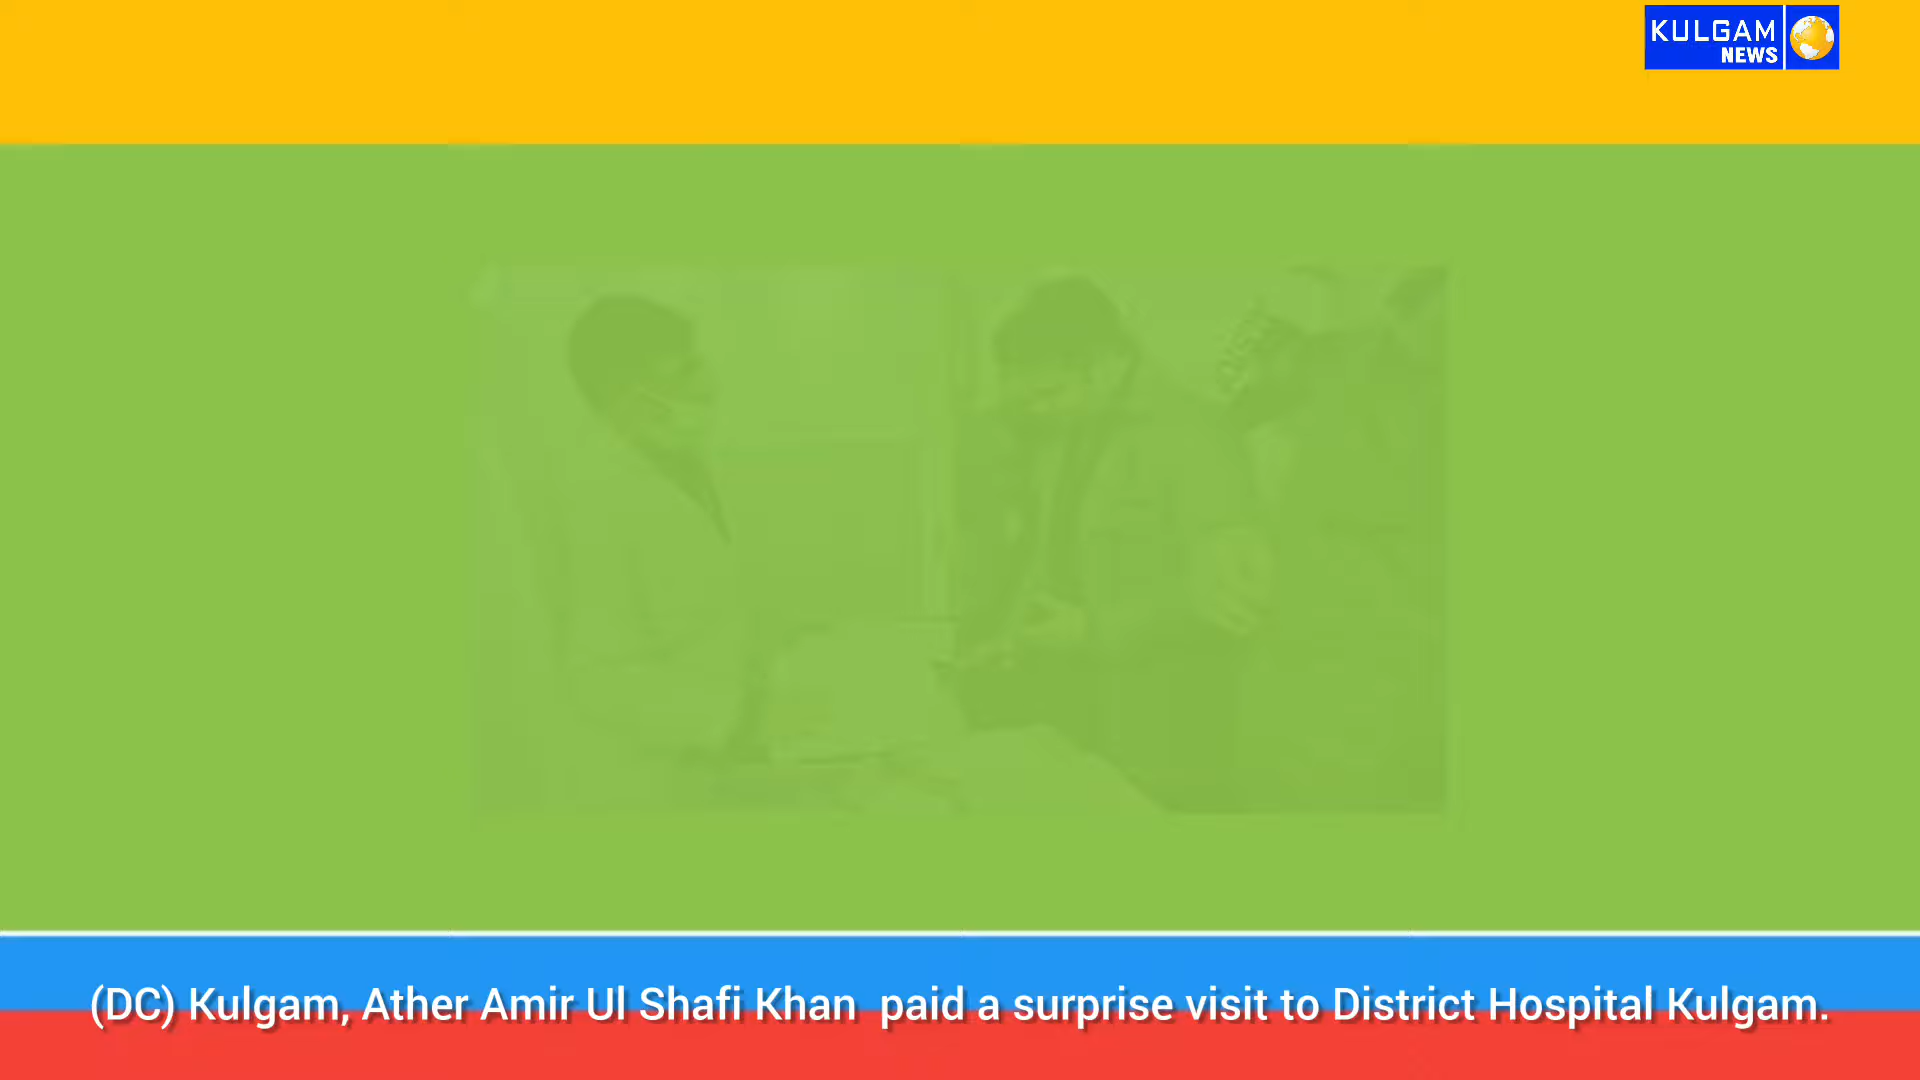 KULGAM
NEWS
(DC) Kulgam, Ather Amir Ul Shafi Khan  paid a surprise visit to District Hospital Kulgam.